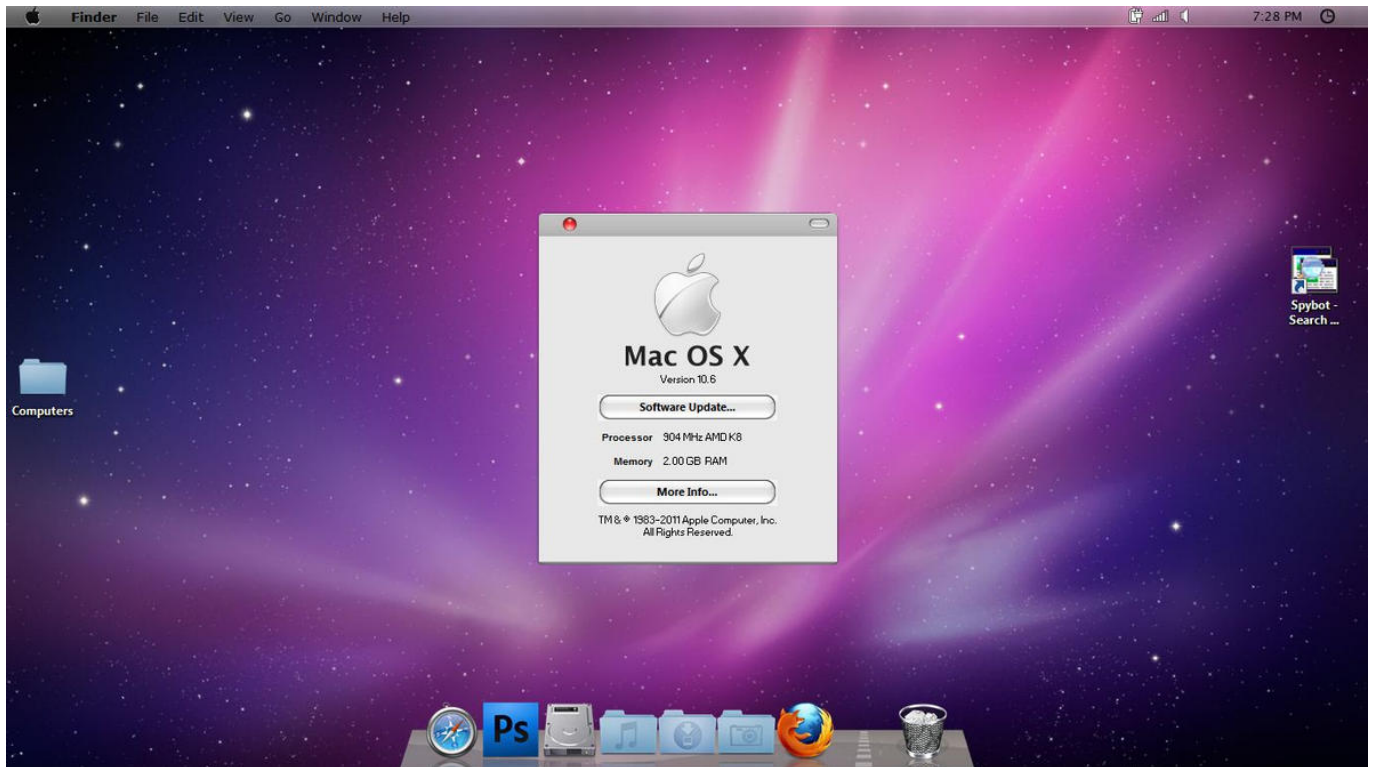 Finder File Edit View Go Window Help
7:28 PM
Spybot -
Search ...
Computers
Mac OS X
Version 10.6
Software Update...
Processor 904 MHz AMD K8
Memory 2.00 GB RAM
More Info...
TM & ® 1983-2011 Apple Computer, Inc.
All Rights Reserved.
Ps